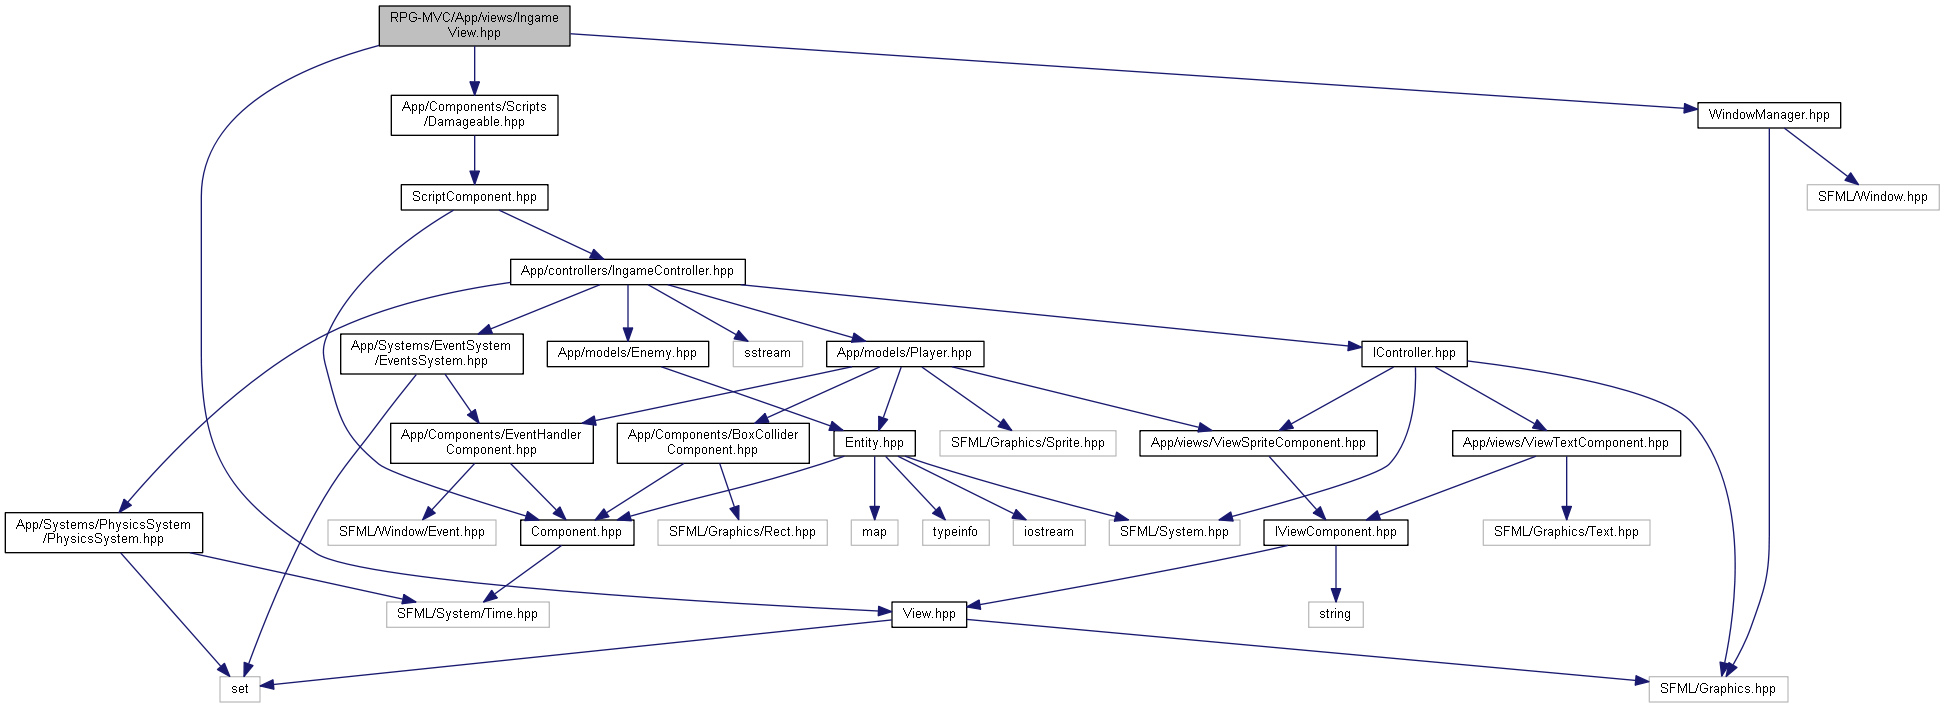 RPG-MVC/App/views/Ingame
View.hpp
App/Components/Scripts
/Damageable.hpp
WindowManager.hpp
ScriptComponent.hpp
SFML/Window.hpp
App/controllers/IngameController.hpp
App/Systems/EventSystem
/EventsSystem.hpp
App/models/Enemy.hpp
sstream
App/models/Player.hpp
IController.hpp
App/Components/EventHandler
Component.hpp
App/Components/BoxCollider
Component.hpp
Entity.hpp
SFML/Graphics/Sprite.hpp
App/views/ViewSpriteComponent.hpp
App/views/ViewTextComponent.hpp
App/Systems/PhysicsSystem
/PhysicsSystem.hpp
SFML/Window/Event.hpp
Component.hpp
SFML/Graphics/Rect.hpp
map
typeinfo
iostream
SFML/System.hpp
IViewComponent.hpp
SFML/Graphics/Text.hpp
SFML/System/Time.hpp
View.hpp
string
set
SFML/Graphics.hpp